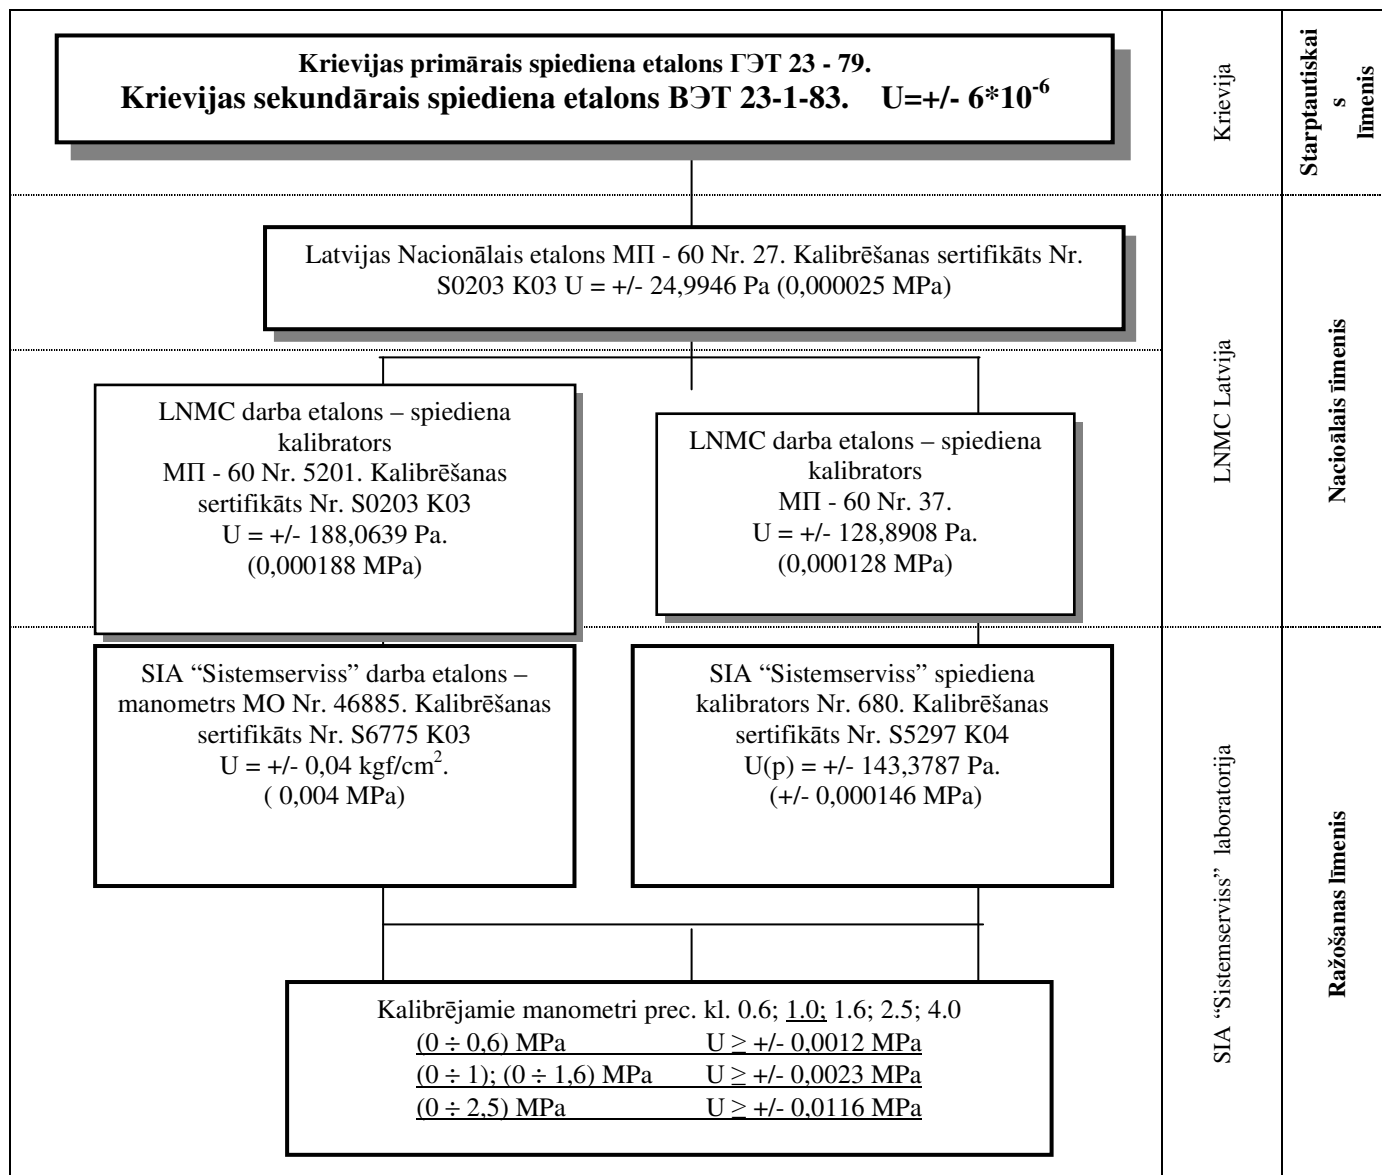 Krievijas primārais spiediena etalons ГЭТ 23 - 79.
Krievijas sekundārais spiediena etalons ВЭТ 23-1-83. U=+/- 6*10-6
Krievija
Starptautiskai
s
līmenis
Latvijas Nacionālais etalons МП - 60 Nr. 27. Kalibrēšanas sertifikāts Nr.
S0203 K03 U = +/- 24,9946 Pa (0,000025 MPa)
LNMC darba etalons – spiediena
kalibrators
МП - 60 Nr. 5201. Kalibrēšanas
sertifikāts Nr. S0203 K03
U = +/- 188,0639 Pa.
(0,000188 MPa)
LNMC darba etalons – spiediena
kalibrators
МП - 60 Nr. 37.
U = +/- 128,8908 Pa.
(0,000128 MPa)
LNMC Latvija
Nacioālais līmenis
SIA “Sistemserviss” darba etalons –
manometrs MO Nr. 46885. Kalibrēšanas
sertifikāts Nr. S6775 K03
U = +/- 0,04 kgf/cm2.
( 0,004 MPa)
SIA “Sistemserviss” spiediena
kalibrators Nr. 680. Kalibrēšanas
sertifikāts Nr. S5297 K04
U(p) = +/- 143,3787 Pa.
(+/- 0,000146 MPa)
Kalibrējamie manometri prec. kl. 0.6; 1.0; 1.6; 2.5; 4.0
(0 ÷ 0,6) MPa U ≥ +/- 0,0012 MPa
(0 ÷ 1); (0 ÷ 1,6) MPa U ≥ +/- 0,0023 MPa
(0 ÷ 2,5) MPa U ≥ +/- 0,0116 MPa
SIA “Sistemserviss” laboratorija
Ražošanas līmenis